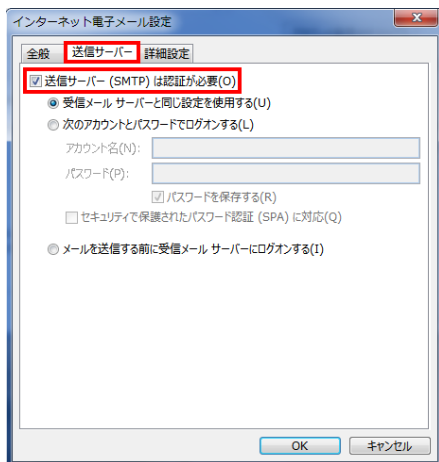 インターネット電子メール設定
全般 送信サーバー 詳細設定
送信サーバー (SMTP) は認証が必要(O)
受信メール サーバーと同じ設定を使用する(U)
次のアカウントとパスワードでログオンする(L)
アカウント名(N):
パスワード(P):
パスワードを保存する(R)
セキュリティで保護されたパスワード認証 (SPA) に対応(Q)
メールを送信する前に受信メール サーバーにログオンする(I)
OK キャンセル